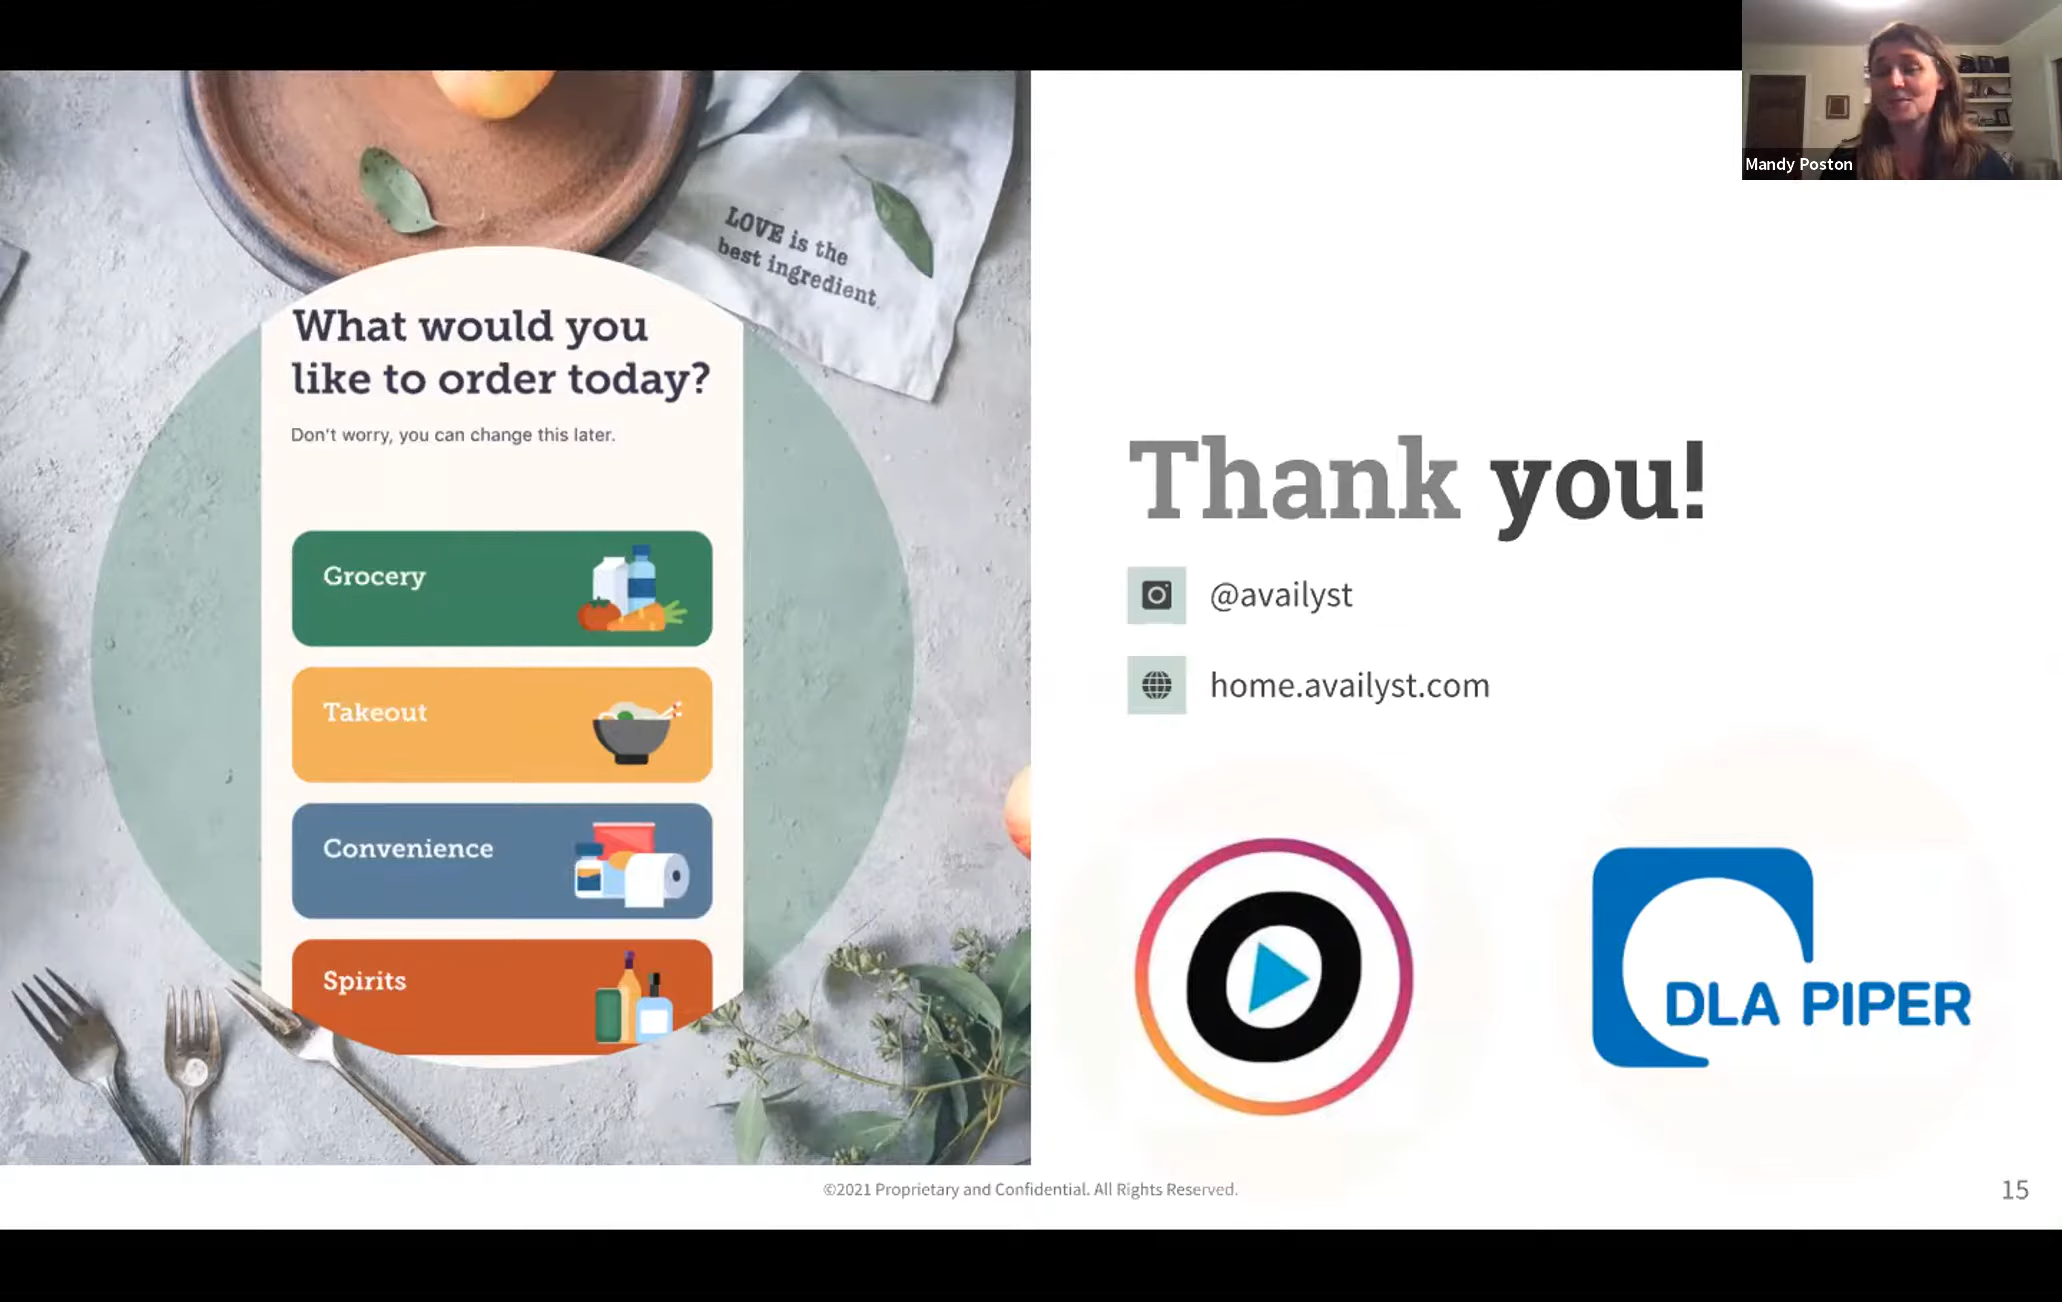 Mandy Poston
LOVE is the
best ingredient
What would you
like to order today?
Don't worry, you can change this later.
Grocery
Takeout
Convenience
Spirits
Thank you!
@availyst
home.availyst.com
DLA PIPER
©2021 Proprietary and Confidential. All Rights Reserved.
15